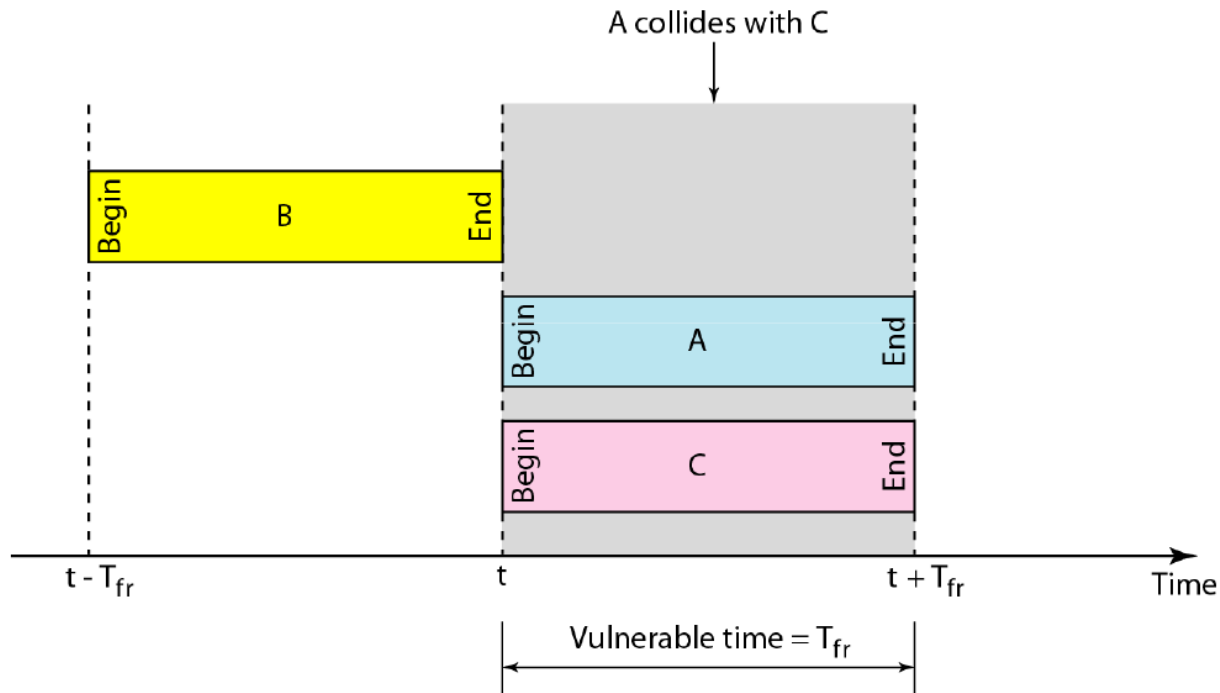 A collides with C
Begin
B
End
Begin
A
End
Begin
C
End
t - Tfr
t
t + Tfr
Time
Vulnerable time = Tfr